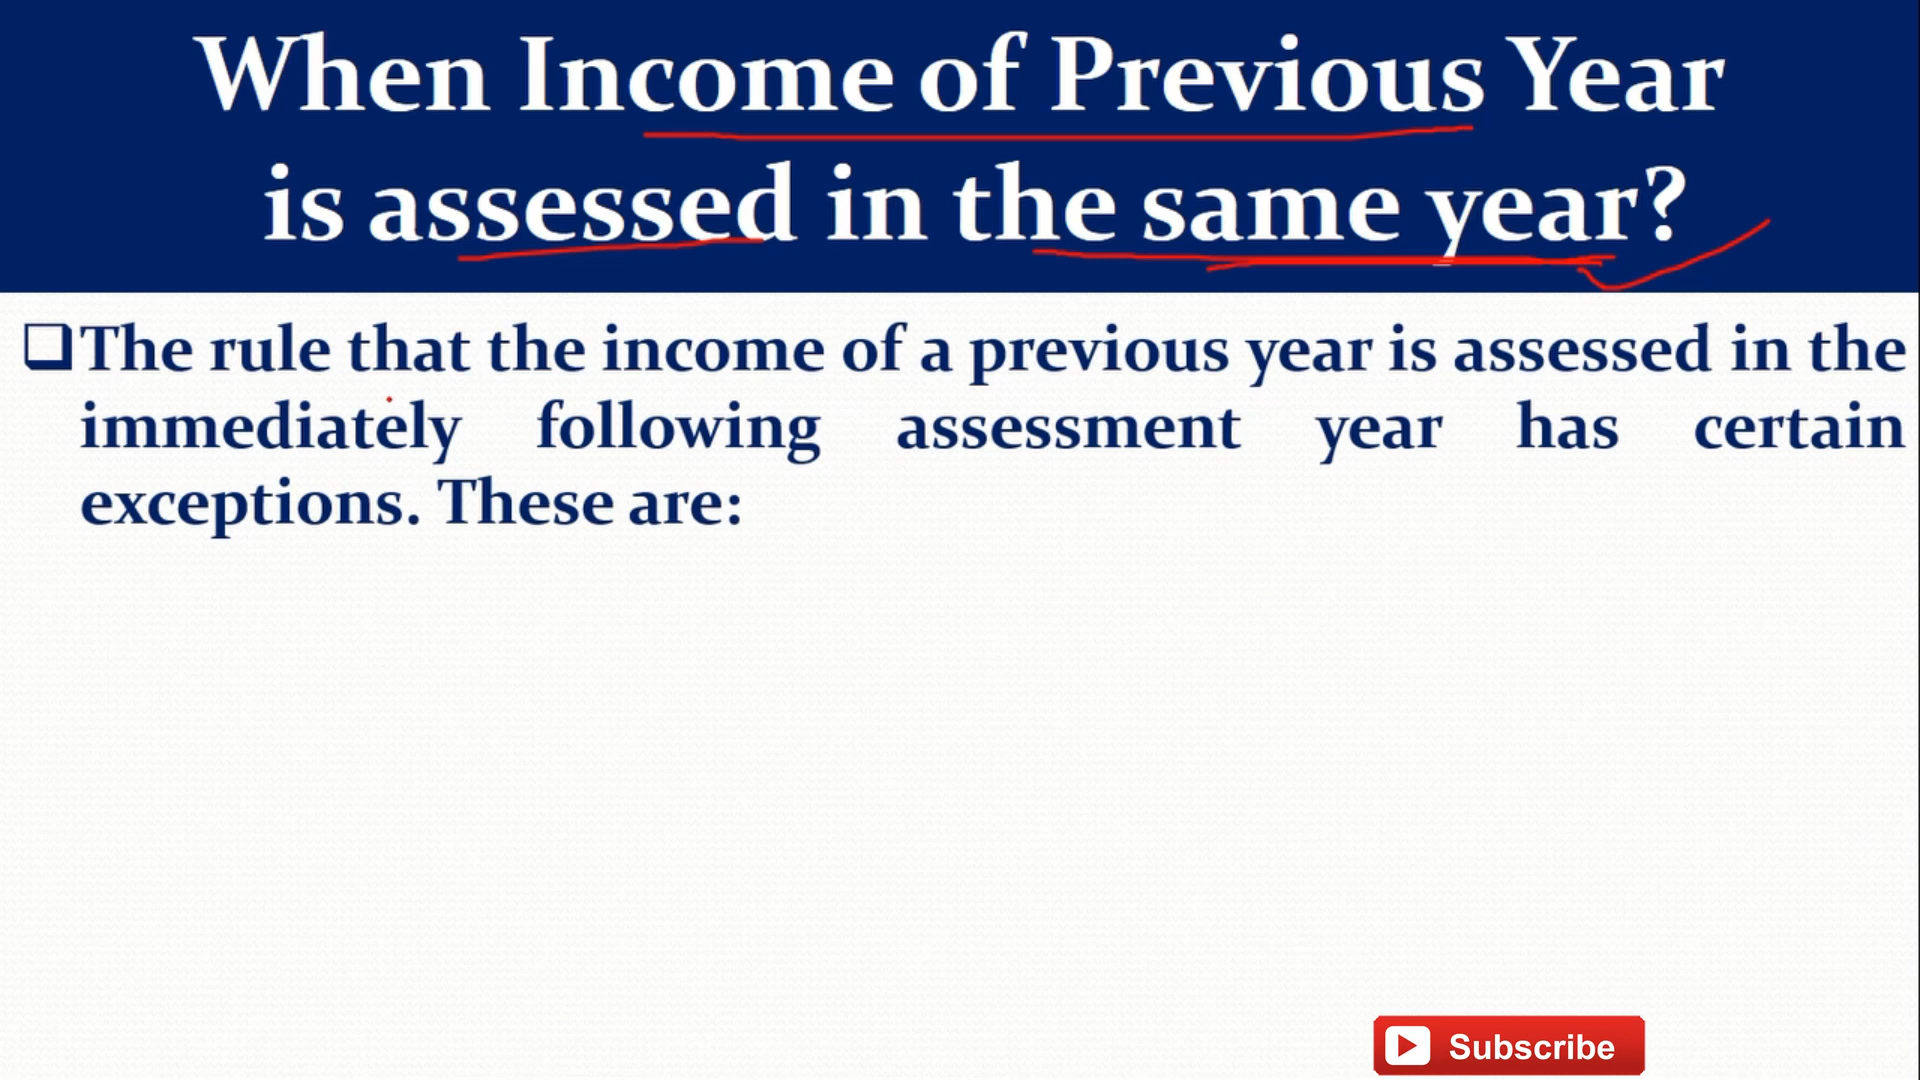 When Income of Previous Year
is assessed in the same year?
❑The rule that the income of a previous year is assessed in the
immediately following assessment year has certain
exceptions. These are:
Subscribe